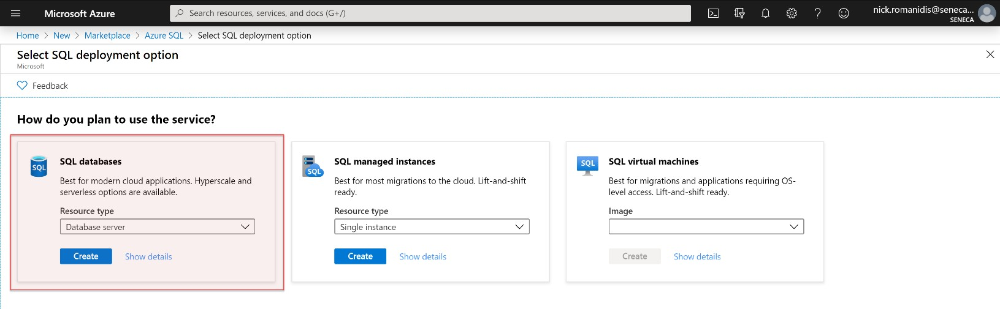 Microsoft Azure
Search resources, services, and docs (G+/)
nick.romanidis@seneca...
SENECA
Home > New > Marketplace > Azure SQL > Select SQL deployment option
Select SQL deployment option
Microsoft
Feedback
How do you plan to use the service?
SQL
SQL databases
Best for modern cloud applications. Hyperscale and
serverless options are available.
Resource type
Database server
Create
Show details
SQL
SQL managed instances
Best for most migrations to the cloud. Lift-and-shift
ready.
Resource type
Single instance
Create
Show details
SQL
SQL virtual machines
Best for migrations and applications requiring OS-
level access. Lift-and-shift ready.
Image
Create
Show details